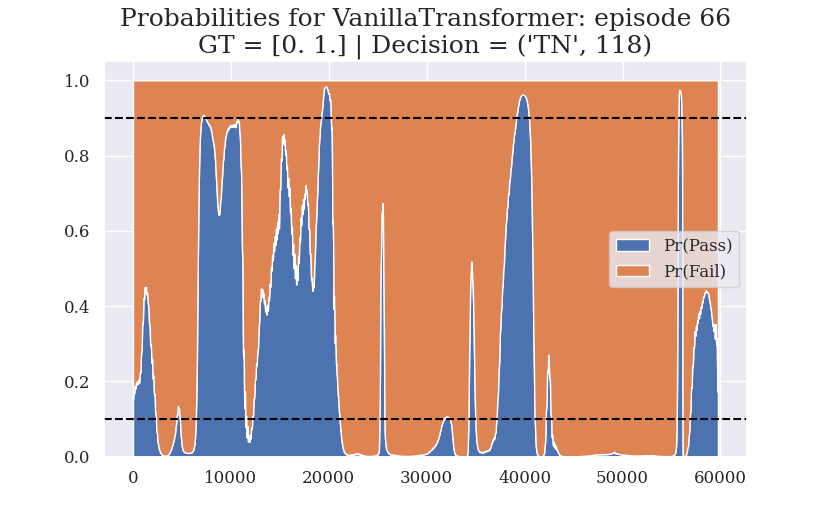 Probabilities for VanillaTransformer: episode 66
GT = [0. 1.] | Decision = ('TN', 118)
1.0
0.8
0.6
0.4
0.2
0.0
Pr(Pass)
Pr(Fail)
0 10000 20000 30000 40000 50000 60000